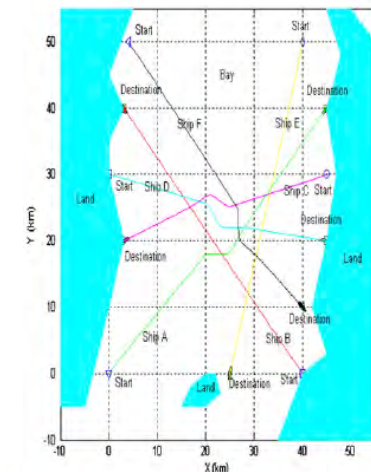 60
Start
Start
50
Bay
Destination
Destination
Ship E
40
Ship F
30
Start
Ship D
Ship C
Start
Land
Y (km)
Destination
20
Land
Destination
10
Destination
Ship A
Ship B
0
Start
Land
Destination
Start
-10
-10
0
10
20
30
40
50
X (km)